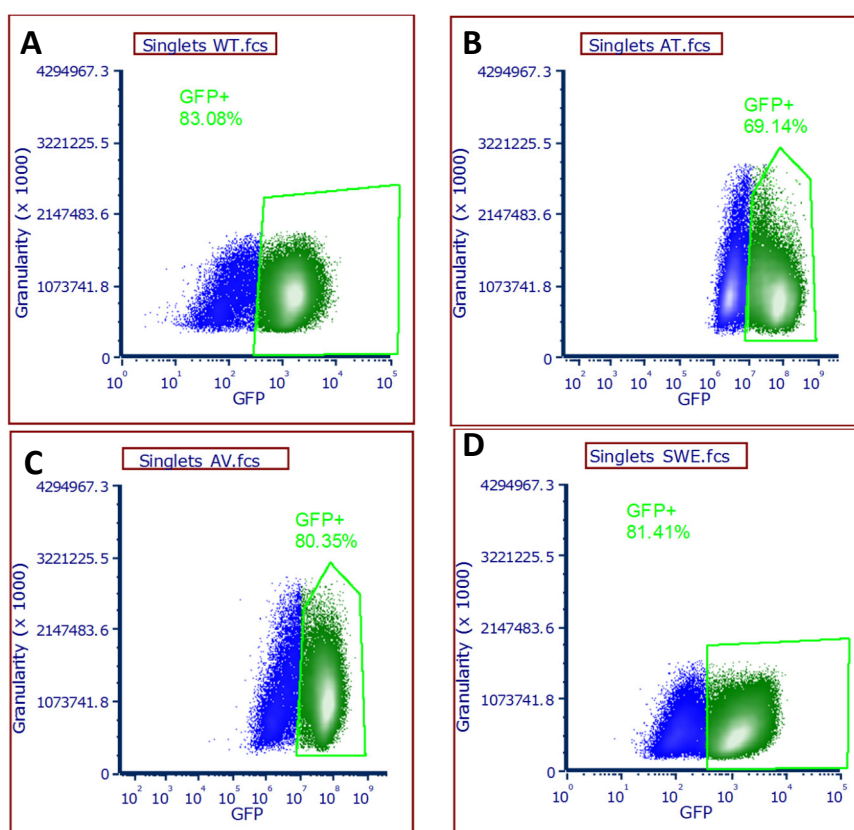 A
Singlets WT.fcs
4294967.3
3221225.5
2147483.6
1073741.8
0
Granularity (x 1000)
GFP+
83.08%
10^0 10^1 10^2 10^3 10^4 10^5
GFP
B
Singlets AT.fcs
4294967.3
3221225.5
2147483.6
1073741.8
0
Granularity (x 1000)
GFP+
69.14%
10^2 10^3 10^4 10^5 10^6 10^7 10^8 10^9
GFP
C
Singlets AV.fcs
4294967.3
3221225.5
2147483.6
1073741.8
0
Granularity (x 1000)
GFP+
80.35%
10^2 10^3 10^4 10^5 10^6 10^7 10^8 10^9
GFP
D
Singlets SWE.fcs
4294967.3
3221225.5
2147483.6
1073741.8
0
Granularity (x 1000)
GFP+
81.41%
10^0 10^1 10^2 10^3 10^4 10^5
GFP